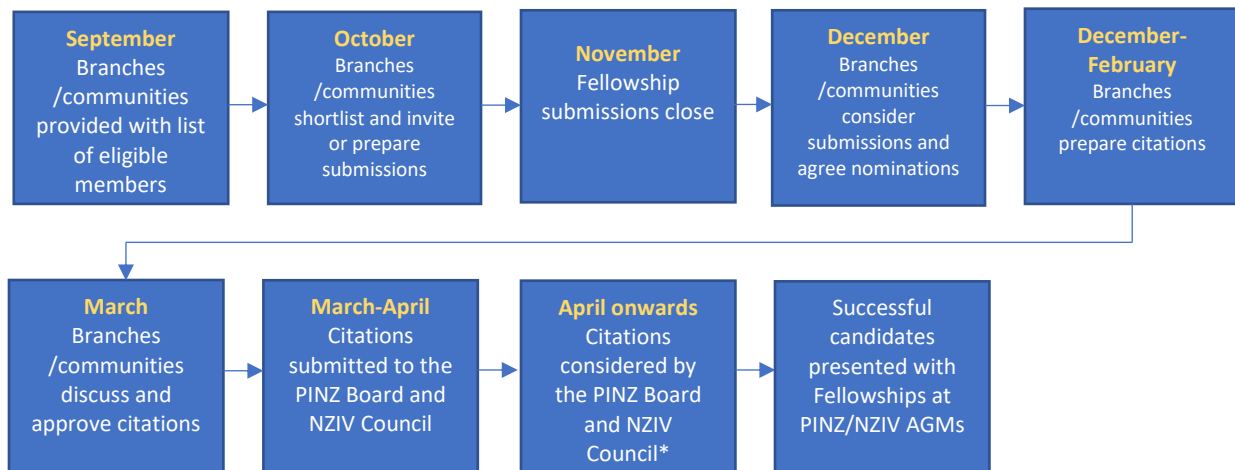 September
Branches
/communities
provided with list
of eligible
members
October
Branches
/communities
shortlist and invite
or prepare
submissions
November
Fellowship
submissions close
December
Branches
/communities
consider
submissions and
agree nominations
December-
February
Branches
/communities
prepare citations
March
Branches
/communities
discuss and
approve citations
March-April
Citations
submitted to the
PINZ Board and
NZIV Council
April onwards
Citations
considered by
the PINZ Board
and NZIV
Council*
Successful
candidates
presented with
Fellowships at
PINZ/NZIV AGMs